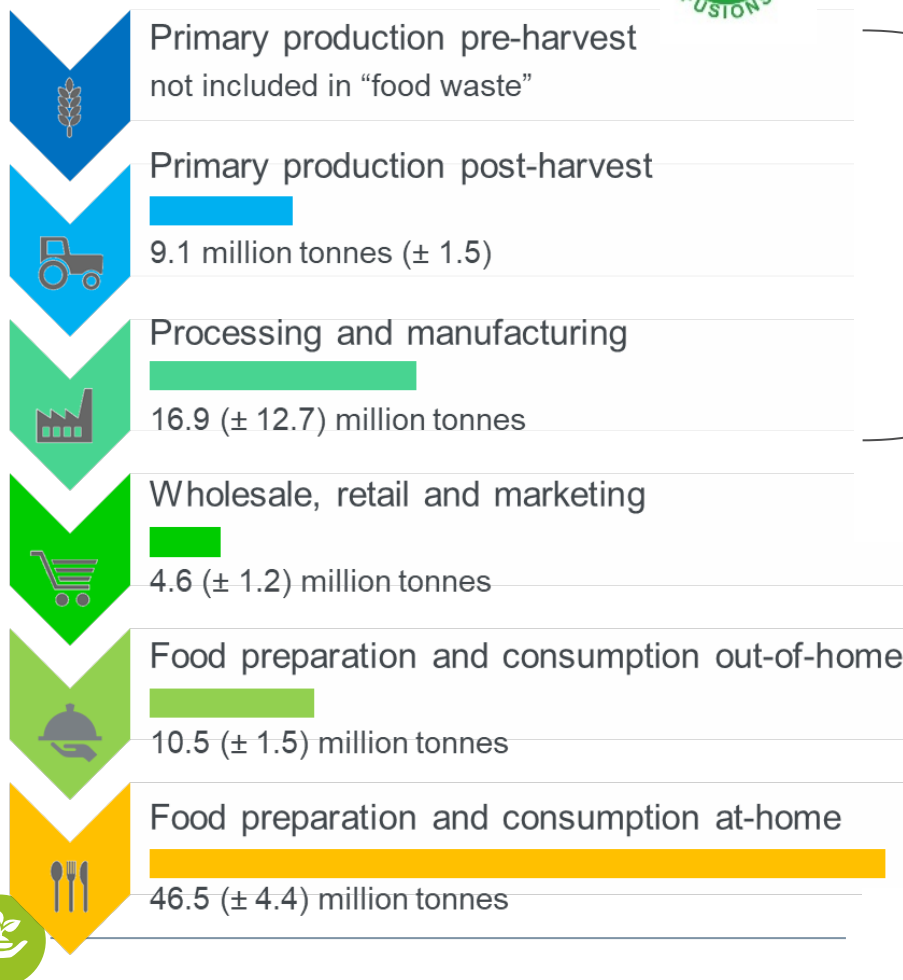 USIONS
Primary production pre-harvest
not included in “food waste”
Primary production post-harvest
9.1 million tonnes (± 1.5)
Processing and manufacturing
16.9 (± 12.7) million tonnes
Wholesale, retail and marketing
4.6 (± 1.2) million tonnes
Food preparation and consumption out-of-home
10.5 (± 1.5) million tonnes
Food preparation and consumption at-home
46.5 (± 4.4) million tonnes